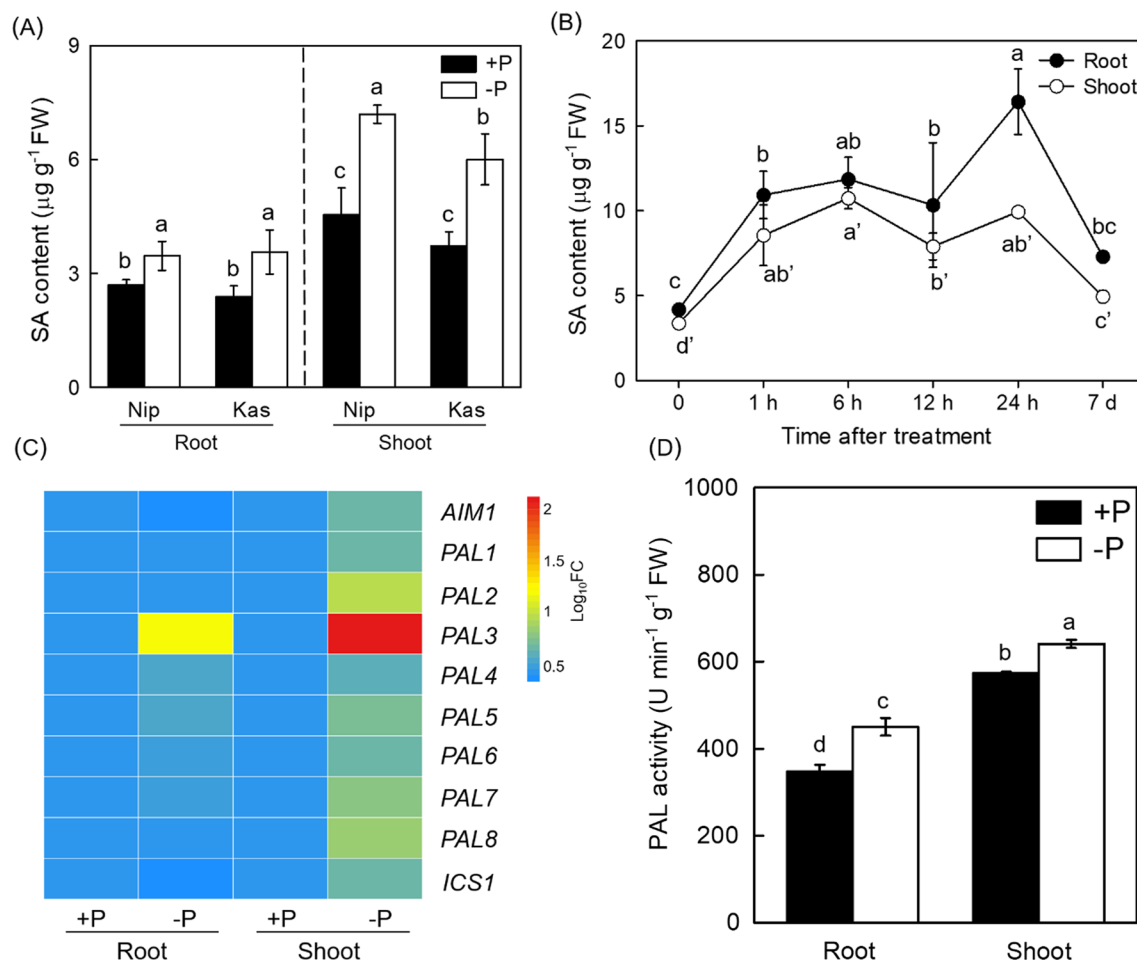 (A)
9
6
3
0
SA content (μg g⁻¹ FW)
+P
-P
b
a
b
a
c
a
c
b
Nip
Kas
Nip
Kas
Root
Shoot
(B)
20
15
10
5
0
SA content (μg g⁻¹ FW)
Root
Shoot
c
b
ab
b
a
bc
d’
ab’
a’
b’
ab’
c’
0
1 h
6 h
12 h
24 h
7 d
Time after treatment
(C)
AIM1
PAL1
PAL2
PAL3
PAL4
PAL5
PAL6
PAL7
PAL8
ICS1
2
1.5
1
0.5
Log₁₀FC
+P
-P
+P
-P
Root
Shoot
(D)
1000
800
600
400
200
0
PAL activity (U min⁻¹ g⁻¹ FW)
+P
-P
d
c
b
a
Root
Shoot